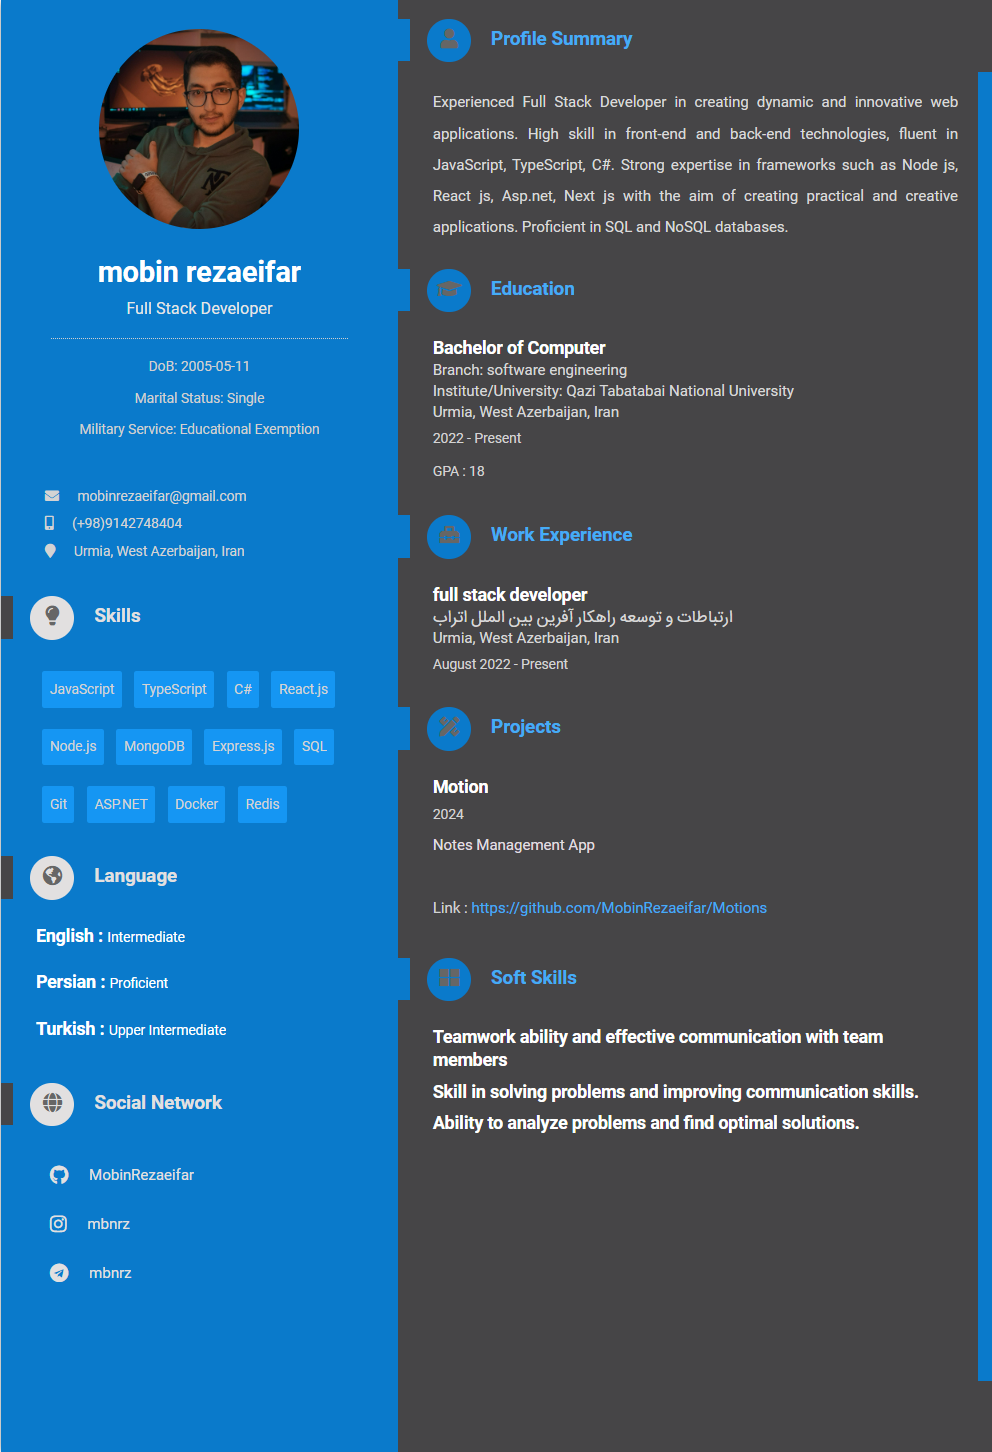 mobin rezaeifar
Full Stack Developer
DoB: 2005-05-11
Marital Status: Single
Military Service: Educational Exemption
mobinrezaeifar@gmail.com
(+98)9142748404
Urmia, West Azerbaijan, Iran
Skills
JavaScript TypeScript C# React.js
Node.js MongoDB Express.js SQL
Git ASP.NET Docker Redis
Language
English : Intermediate
Persian : Proficient
Turkish : Upper Intermediate
Social Network
MobinRezaeifar
mbnrz
mbnrz
Profile Summary
Experienced Full Stack Developer in creating dynamic and innovative web
applications. High skill in front-end and back-end technologies, fluent in
JavaScript, TypeScript, C#. Strong expertise in frameworks such as Node js,
React js, Asp.net, Next js with the aim of creating practical and creative
applications. Proficient in SQL and NoSQL databases.
Education
Bachelor of Computer
Branch: software engineering
Institute/University: Qazi Tabatabai National University
Urmia, West Azerbaijan, Iran
2022 - Present
GPA : 18
Work Experience
full stack developer
ارتباطات و توسعه راهکار آفرین بین الملل اتراب
Urmia, West Azerbaijan, Iran
August 2022 - Present
Projects
Motion
2024
Notes Management App
Link : https://github.com/MobinRezaeifar/Motions
Soft Skills
Teamwork ability and effective communication with team
members
Skill in solving problems and improving communication skills.
Ability to analyze problems and find optimal solutions.